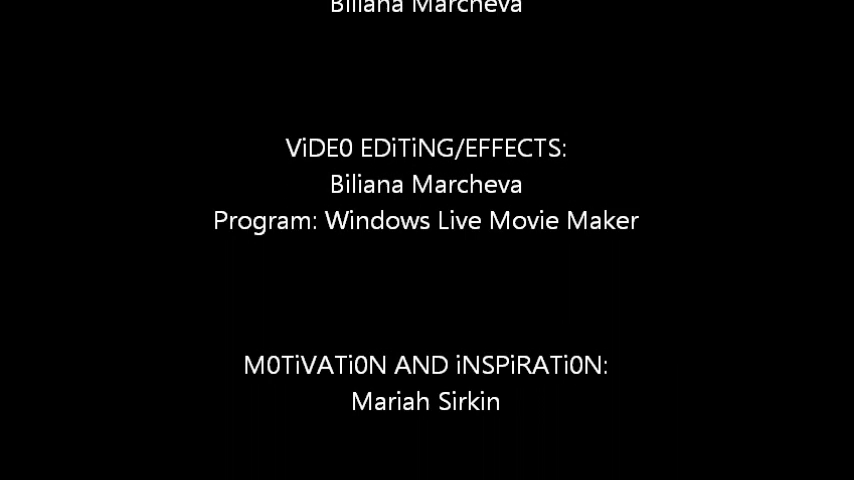 Biliana Marcheva
ViDE0 EDiTiNG/EFFECTS:
Biliana Marcheva
Program: Windows Live Movie Maker
M0TiVATi0N AND iNSPiRATi0N:
Mariah Sirkin